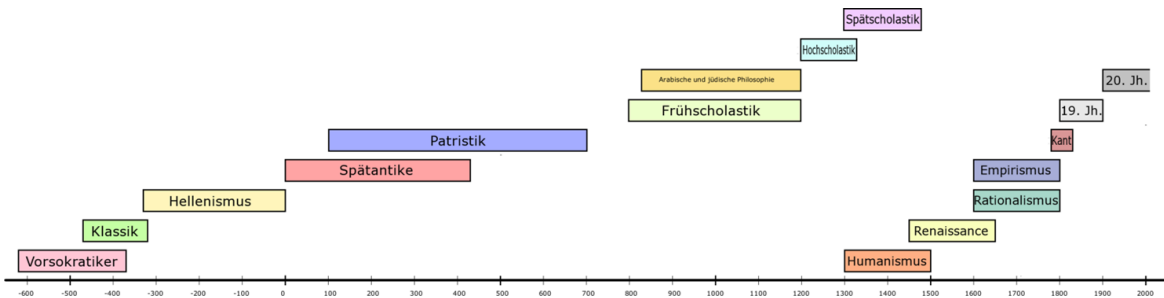 Spätscholastik
Hochscholastik
Arabische und jüdische Philosophie
20. Jh.
Frühscholastik
19. Jh.
Patristik
Kant
Spätantike
Empirismus
Hellenismus
Rationalismus
Klassik
Renaissance
Vorsokratiker
Humanismus
-600 -500 -400 -300 -200 -100 0 100 200 300 400 500 600 700 800 900 1000 1100 1200 1300 1400 1500 1600 1700 1800 1900 2000